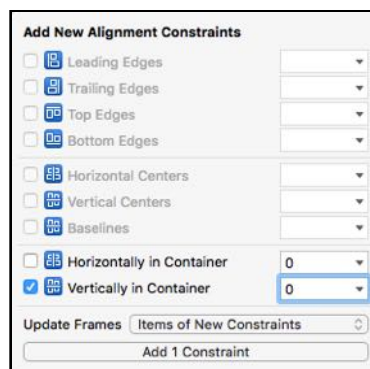 Add New Alignment Constraints
Leading Edges
Trailing Edges
Top Edges
Bottom Edges
Horizontal Centers
Vertical Centers
Baselines
Horizontally in Container 0
Vertically in Container 0
Update Frames Items of New Constraints
Add 1 Constraint